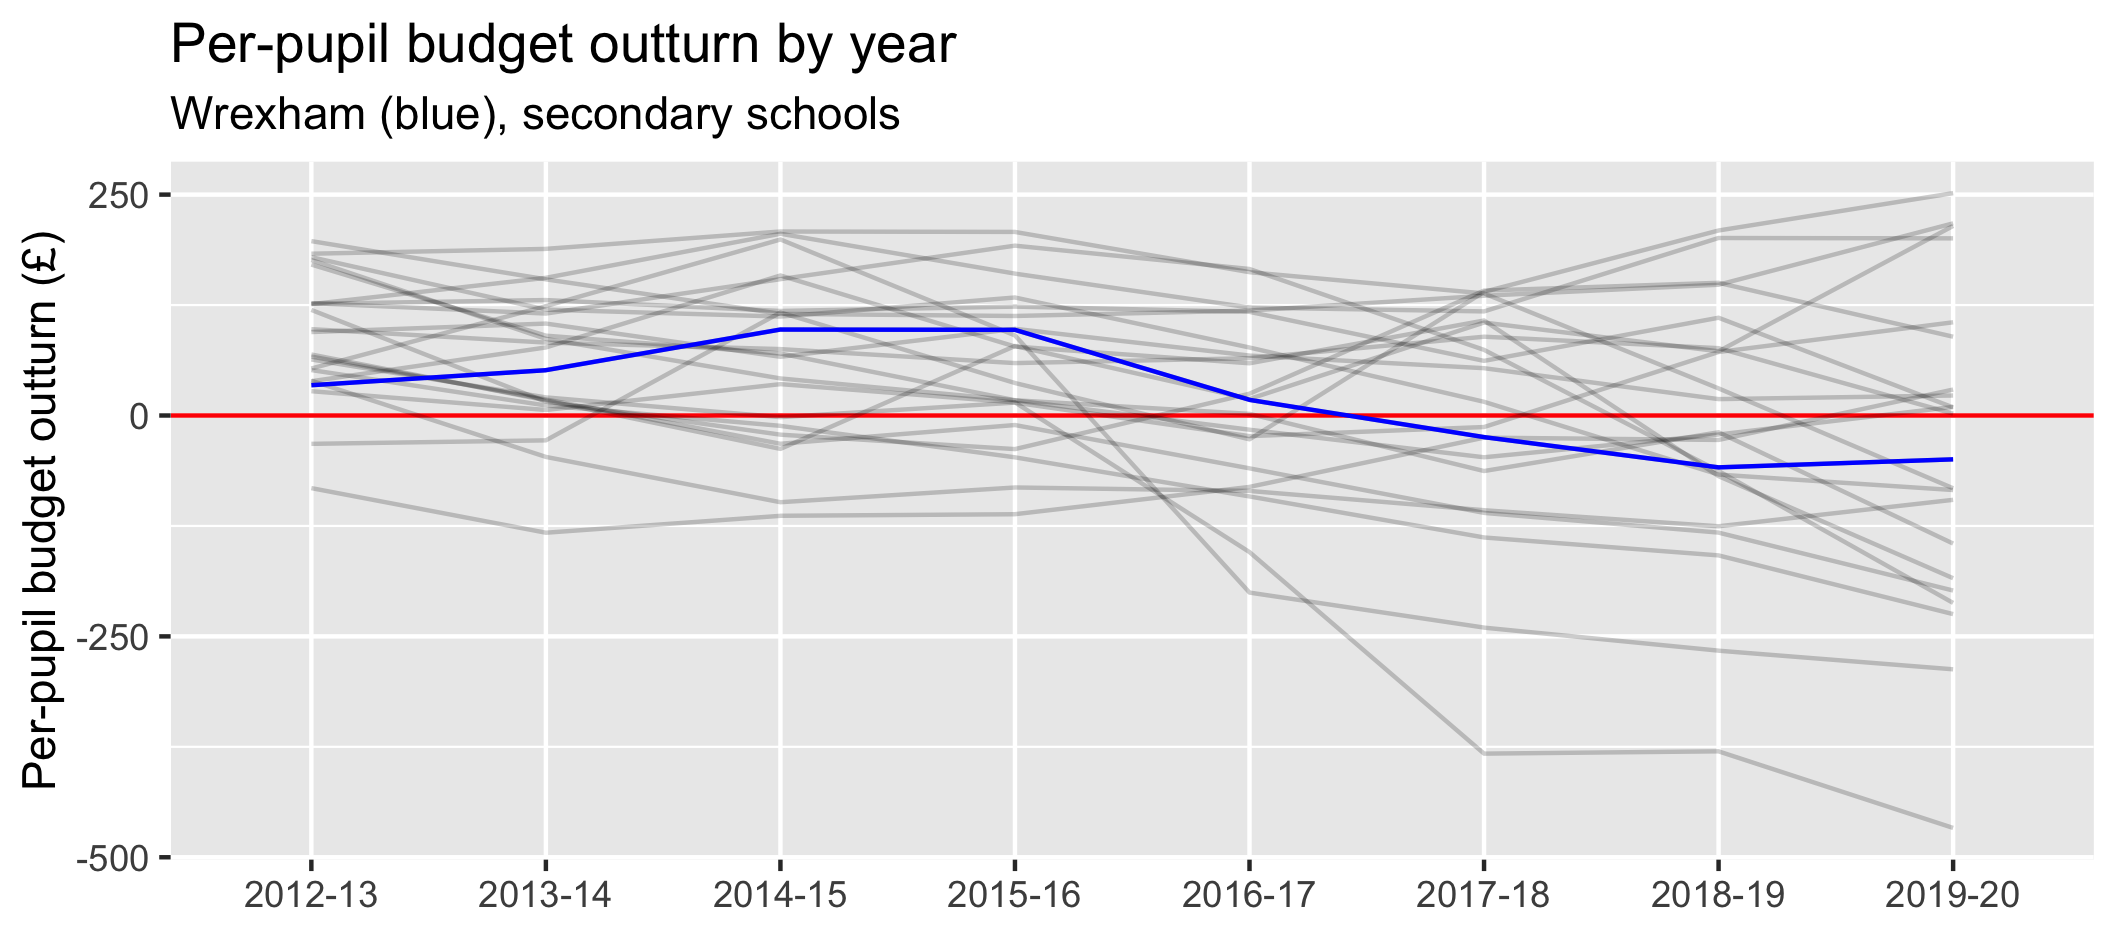 Per-pupil budget outturn by year
Wrexham (blue), secondary schools
Per-pupil budget outturn (£)
250
0
-250
-500
2012-13 2013-14 2014-15 2015-16 2016-17 2017-18 2018-19 2019-20